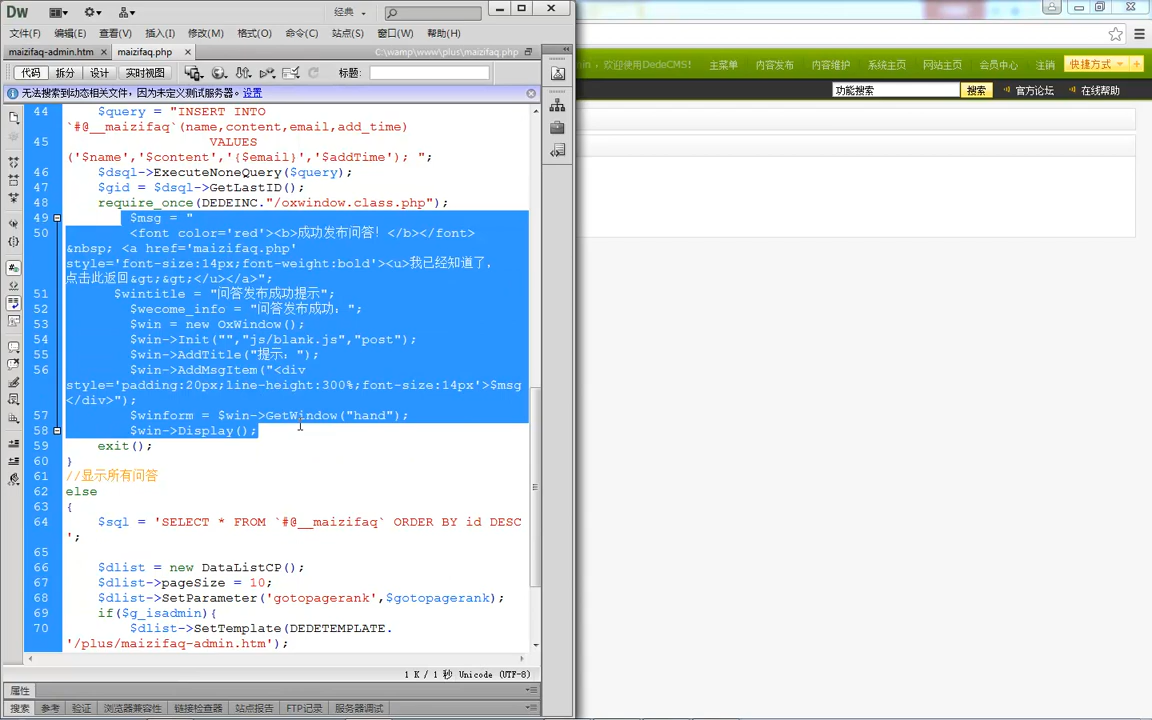 Dw
经典
文件(F) 编辑(E) 查看(V) 插入(I) 修改(M) 格式(O) 命令(C) 站点(S) 窗口(W) 帮助(H)
maizifaq-admin.htm × maizifaq.php × C:\wamp\www\plus\maizifaq.php
代码 拆分 设计 实时视图 标题:
无法搜索到动态相关文件，因为未定义测试服务器。设置
44 $query = "INSERT INTO
`#@__maizifaq`(name,content,email,add_time)
45 VALUES
('$name','$content','{$email}','$addTime'); ";
46 $dsql->ExecuteNoneQuery($query);
47 $gid = $dsql->GetLastID();
48 require_once(DEDEINC."/oxwindow.class.php");
49 $msg = "
50 <font color='red'><b>成功发布问答！</b></font>
&nbsp; <a href='maizifaq.php'
style='font-size:14px;font-weight:bold'><u>我已经知道了，
点击此返回&gt;&gt;</u></a>";
51 $wintitle = "问答发布成功提示";
52 $wecome_info = "问答发布成功：";
53 $win = new OxWindow();
54 $win->Init("","js/blank.js","post");
55 $win->AddTitle("提示：");
56 $win->AddMsgItem("<div
style='padding:20px;line-height:300%;font-size:14px'>$msg
</div>");
57 $winform = $win->GetWindow("hand");
58 $win->Display();
59 exit();
60 }
61 //显示所有问答
62 else
63 {
64 $sql = 'SELECT * FROM `#@__maizifaq` ORDER BY id DESC
';
65
66 $dlist = new DataListCP();
67 $dlist->pageSize = 10;
68 $dlist->SetParameter('gotopagerank',$gotopagerank);
69 if($g_isadmin){
70 $dlist->SetTemplate(DEDETEMPLATE.
'/plus/maizifaq-admin.htm');
1 K / 1 秒 Unicode (UTF-8)
属性
搜索 参考 验证 浏览器兼容性 链接检查器 站点报告 FTP记录 服务器调试
欢迎使用DedeCMS! 主菜单 内容发布 内容维护 系统主页 网站主页 会员中心 注销 快捷方式
功能搜索 搜索 官方论坛 在线帮助